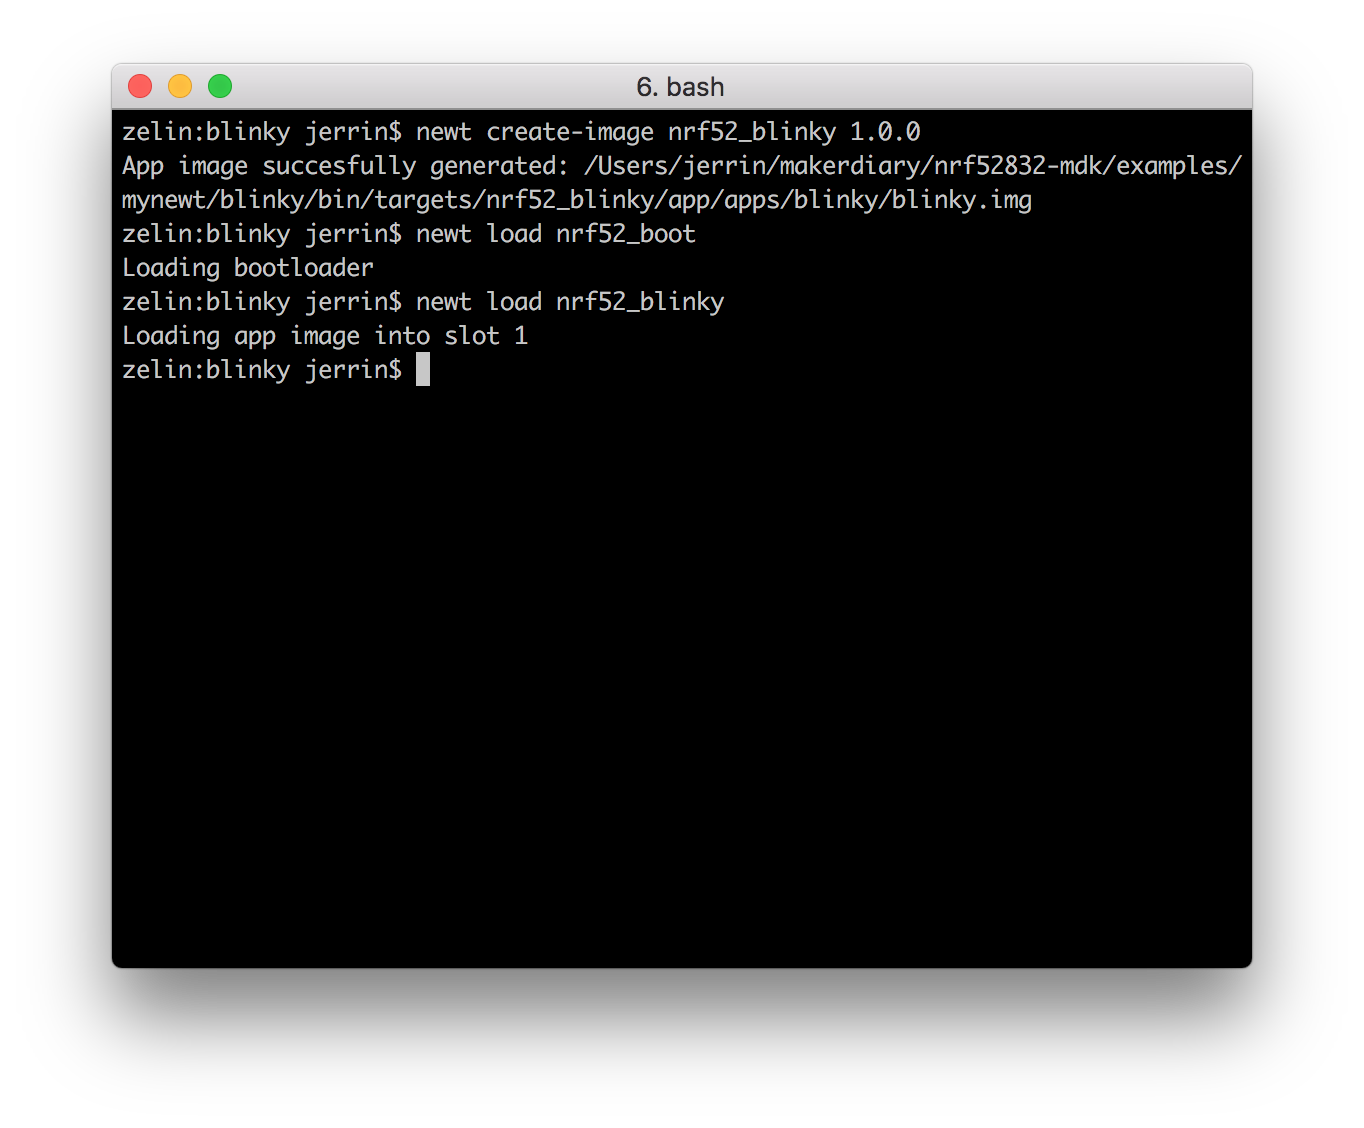 6. bash
zelin:blinky jerrin$ newt create-image nrf52_blinky 1.0.0
App image succesfully generated: /Users/jerrin/makerdiary/nrf52832-mdk/examples/
mynewt/blinky/bin/targets/nrf52_blinky/app/apps/blinky/blinky.img
zelin:blinky jerrin$ newt load nrf52_boot
Loading bootloader
zelin:blinky jerrin$ newt load nrf52_blinky
Loading app image into slot 1
zelin:blinky jerrin$